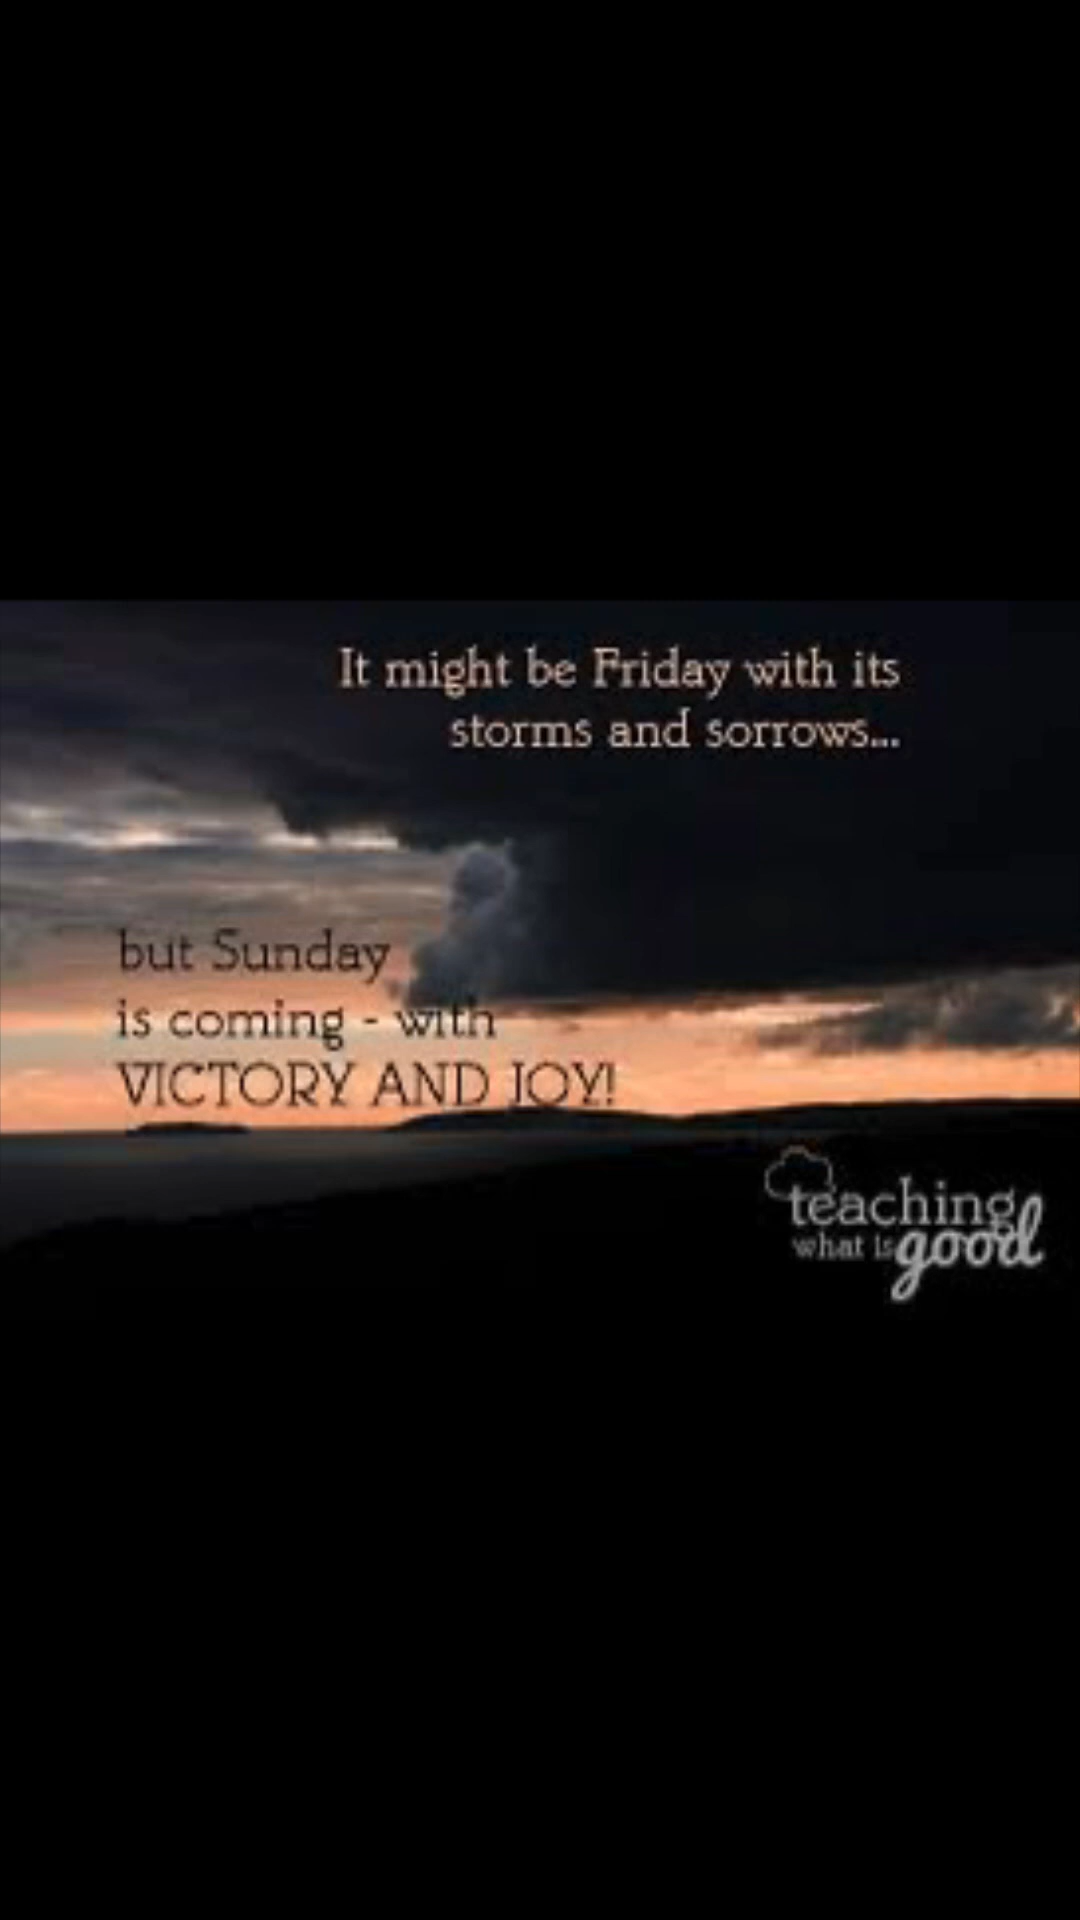 It might be Friday with its
storms and sorrows...
but Sunday
is coming - with
VICTORY AND JOY!
teaching
what is good